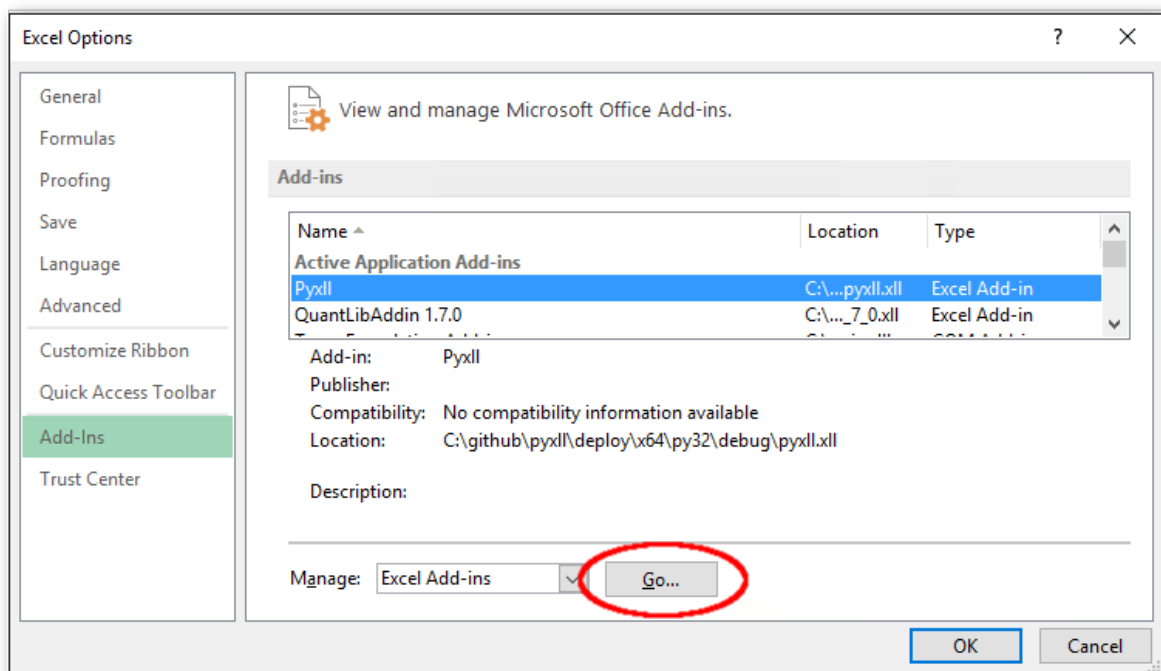 Excel Options
?
General
Formulas
Proofing
Save
Language
Advanced
Customize Ribbon
Quick Access Toolbar
Add-Ins
Trust Center
View and manage Microsoft Office Add-ins.
Add-ins
Name Location Type
Active Application Add-ins
Pyxll C:\...pyxll.xll Excel Add-in
QuantLibAddin 1.7.0 C:\..._7_0.xll Excel Add-in
Add-in: Pyxll
Publisher:
Compatibility: No compatibility information available
Location: C:\github\pyxll\deploy\x64\py32\debug\pyxll.xll
Description:
Manage: Excel Add-ins Go...
OK Cancel